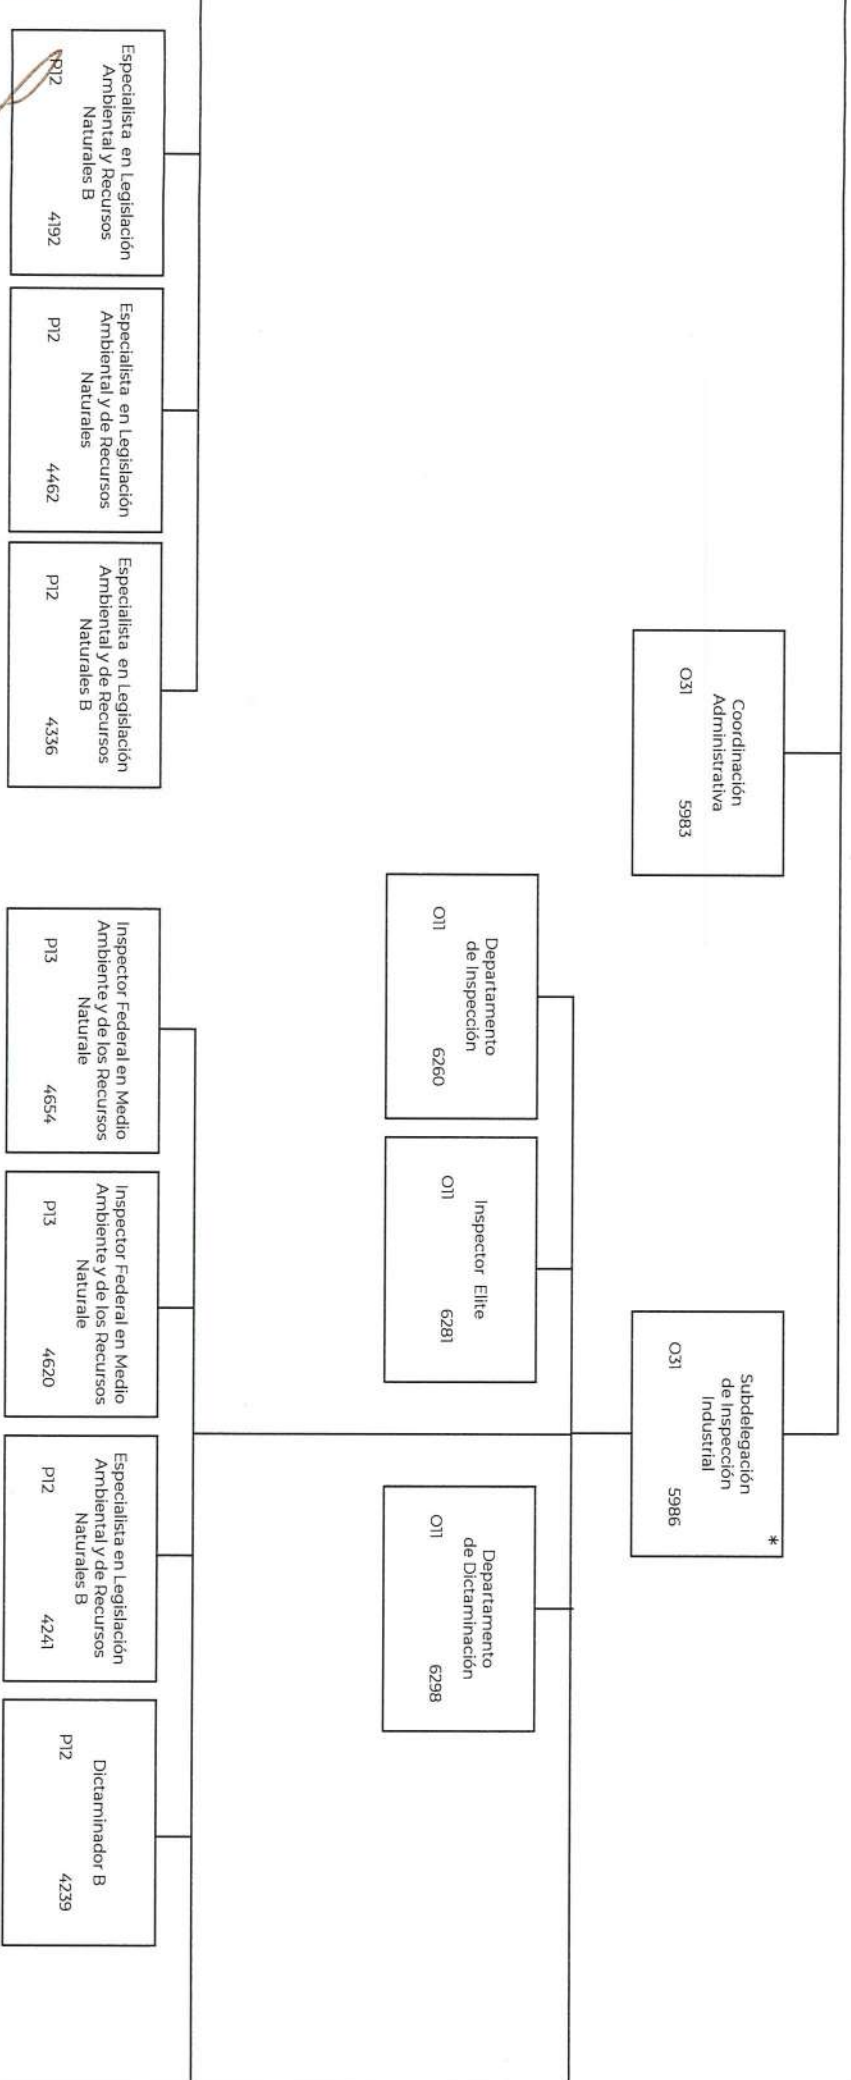 Coordinación
Administrativa
O31 5983
Subdelegación
de Inspección
Industrial
O31 5986
*
Departamento
de Inspección
O11 6260
Inspector Elite
O11 6281
Departamento
de Dictaminación
O11 6298
Especialista en Legislación
Ambiental y Recursos
Naturales B
P12 4192
Especialista en Legislación
Ambiental y de Recursos
Naturales
P12 4462
Especialista en Legislación
Ambiental y de Recursos
Naturales B
P12 4336
Inspector Federal en Medio
Ambiente y de los Recursos
Naturale
P13 4654
Inspector Federal en Medio
Ambiente y de los Recursos
Naturale
P13 4620
Especialista en Legislación
Ambiental y de Recursos
Naturales B
P12 4241
Dictaminador B
P12 4239